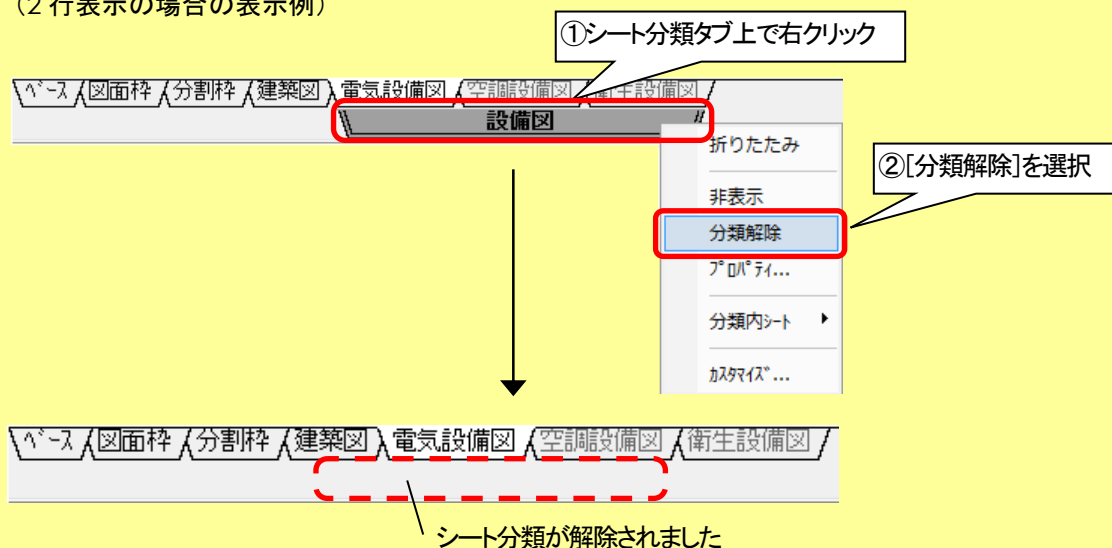 （2 行表示の場合の表示例）
①シート分類タブ上で右クリック
ﾍﾞｰｽ 図面枠 分割枠 建築図 電気設備図 空調設備図 衛生設備図
設備図
折りたたみ
②[分類解除]を選択
非表示
分類解除
ﾌﾟﾛﾊﾟﾃｨ...
分類内ｼｰﾄ
ｶｽﾀﾏｲｽﾞ...
ﾍﾞｰｽ 図面枠 分割枠 建築図 電気設備図 空調設備図 衛生設備図
シート分類が解除されました